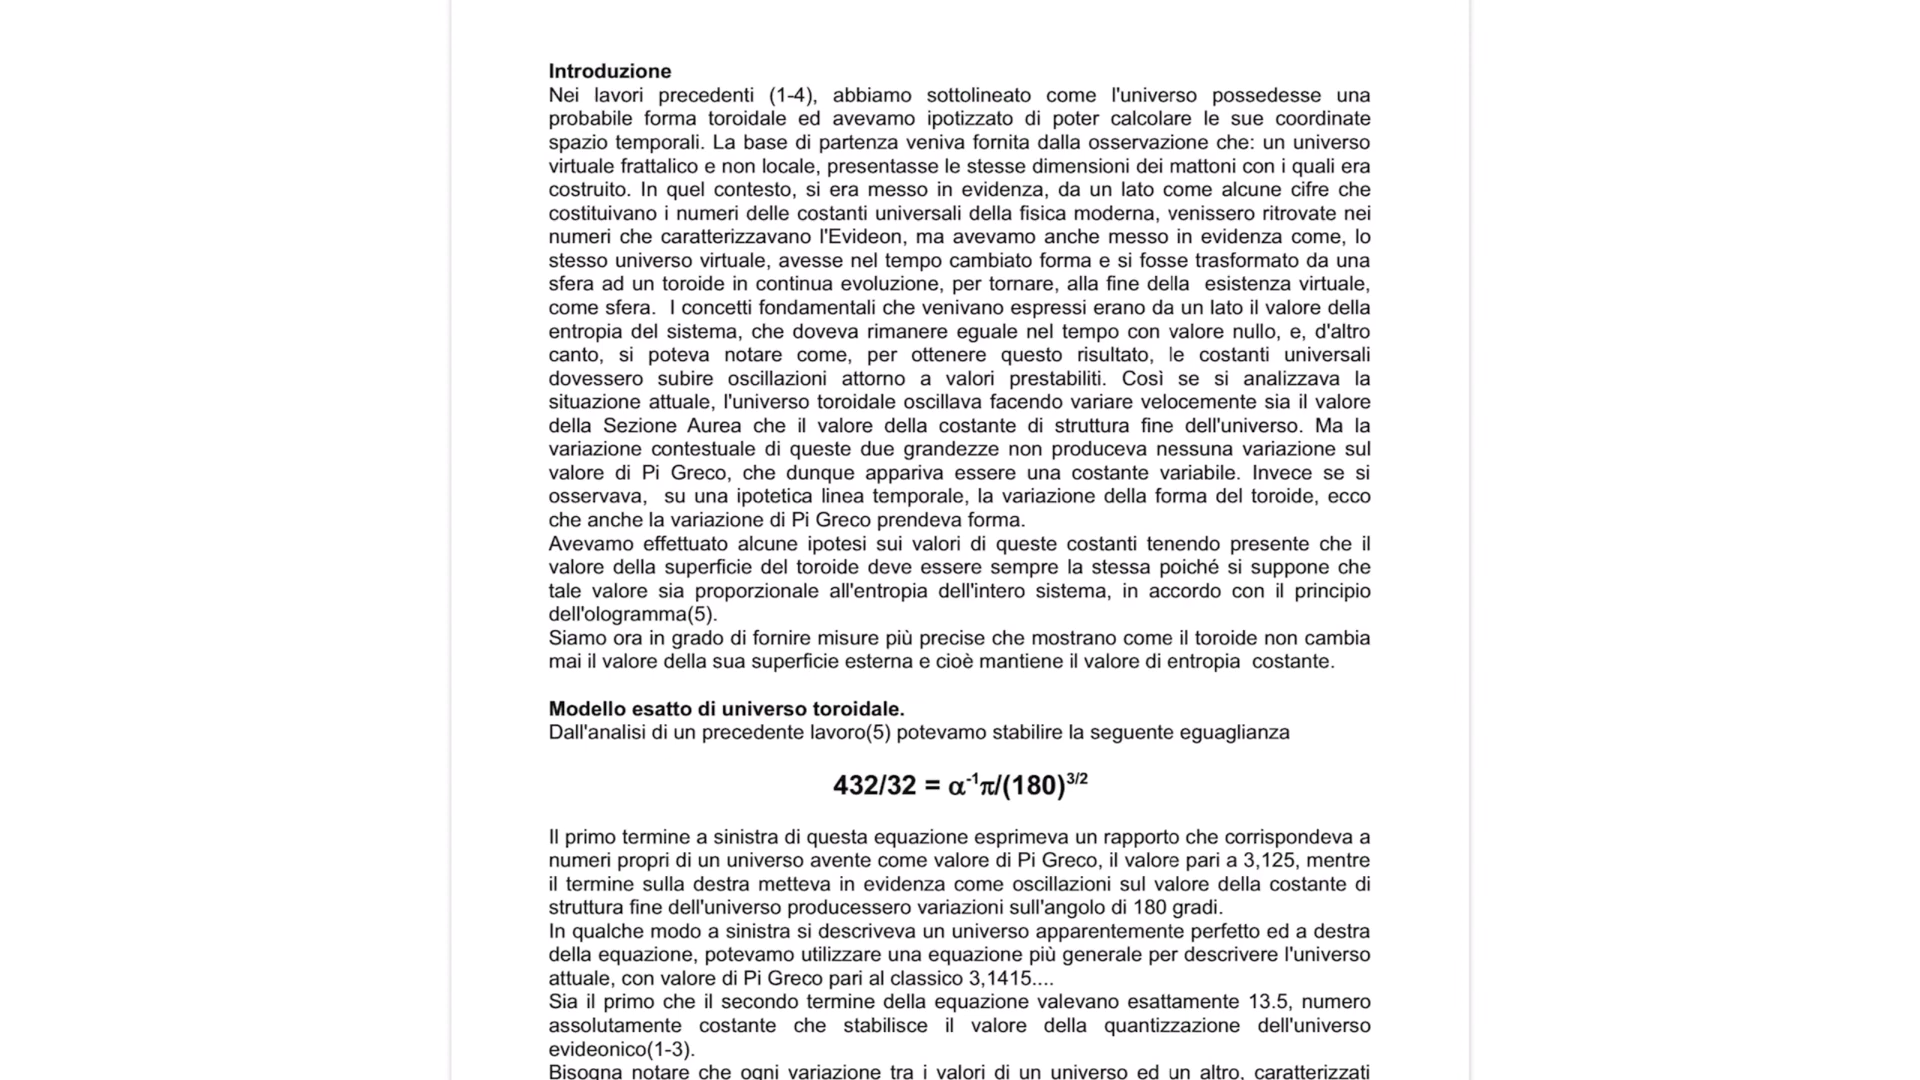 Introduzione
Nei lavori precedenti (1-4), abbiamo sottolineato come l'universo possedesse una
probabile forma toroidale ed avevamo ipotizzato di poter calcolare le sue coordinate
spazio temporali. La base di partenza veniva fornita dalla osservazione che: un universo
virtuale frattalico e non locale, presentasse le stesse dimensioni dei mattoni con i quali era
costruito. In quel contesto, si era messo in evidenza, da un lato come alcune cifre che
costituivano i numeri delle costanti universali della fisica moderna, venissero ritrovate nei
numeri che caratterizzavano l'Evideon, ma avevamo anche messo in evidenza come, lo
stesso universo virtuale, avesse nel tempo cambiato forma e si fosse trasformato da una
sfera ad un toroide in continua evoluzione, per tornare, alla fine della esistenza virtuale,
come sfera. I concetti fondamentali che venivano espressi erano da un lato il valore della
entropia del sistema, che doveva rimanere eguale nel tempo con valore nullo, e, d'altro
canto, si poteva notare come, per ottenere questo risultato, le costanti universali
dovessero subire oscillazioni attorno a valori prestabiliti. Così se si analizzava la
situazione attuale, l'universo toroidale oscillava facendo variare velocemente sia il valore
della Sezione Aurea che il valore della costante di struttura fine dell'universo. Ma la
variazione contestuale di queste due grandezze non produceva nessuna variazione sul
valore di Pi Greco, che dunque appariva essere una costante variabile. Invece se si
osservava, su una ipotetica linea temporale, la variazione della forma del toroide, ecco
che anche la variazione di Pi Greco prendeva forma.
Avevamo effettuato alcune ipotesi sui valori di queste costanti tenendo presente che il
valore della superficie del toroide deve essere sempre la stessa poiché si suppone che
tale valore sia proporzionale all'entropia dell'intero sistema, in accordo con il principio
dell'ologramma(5).
Siamo ora in grado di fornire misure più precise che mostrano come il toroide non cambia
mai il valore della sua superficie esterna e cioè mantiene il valore di entropia costante.
Modello esatto di universo toroidale.
Dall'analisi di un precedente lavoro(5) potevamo stabilire la seguente eguaglianza
432/32 = α⁻¹π/(180)³ᐟ²
Il primo termine a sinistra di questa equazione esprimeva un rapporto che corrispondeva a
numeri propri di un universo avente come valore di Pi Greco, il valore pari a 3,125, mentre
il termine sulla destra metteva in evidenza come oscillazioni sul valore della costante di
struttura fine dell'universo producessero variazioni sull'angolo di 180 gradi.
In qualche modo a sinistra si descriveva un universo apparentemente perfetto ed a destra
della equazione, potevamo utilizzare una equazione più generale per descrivere l'universo
attuale, con valore di Pi Greco pari al classico 3,1415....
Sia il primo che il secondo termine della equazione valevano esattamente 13.5, numero
assolutamente costante che stabilisce il valore della quantizzazione dell'universo
evideonico(1-3).
Bisogna notare che ogni variazione tra i valori di un universo ed un altro, caratterizzati